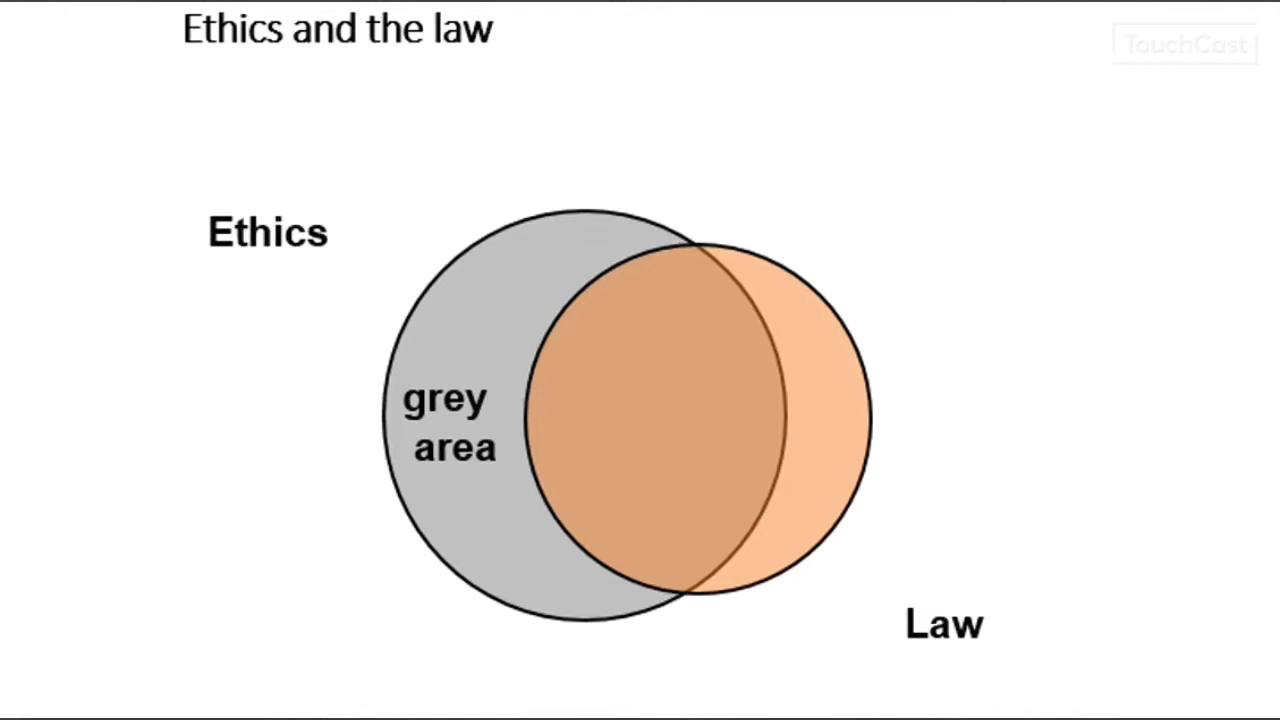 Ethics and the law
TouchCast
Ethics
grey
area
Law